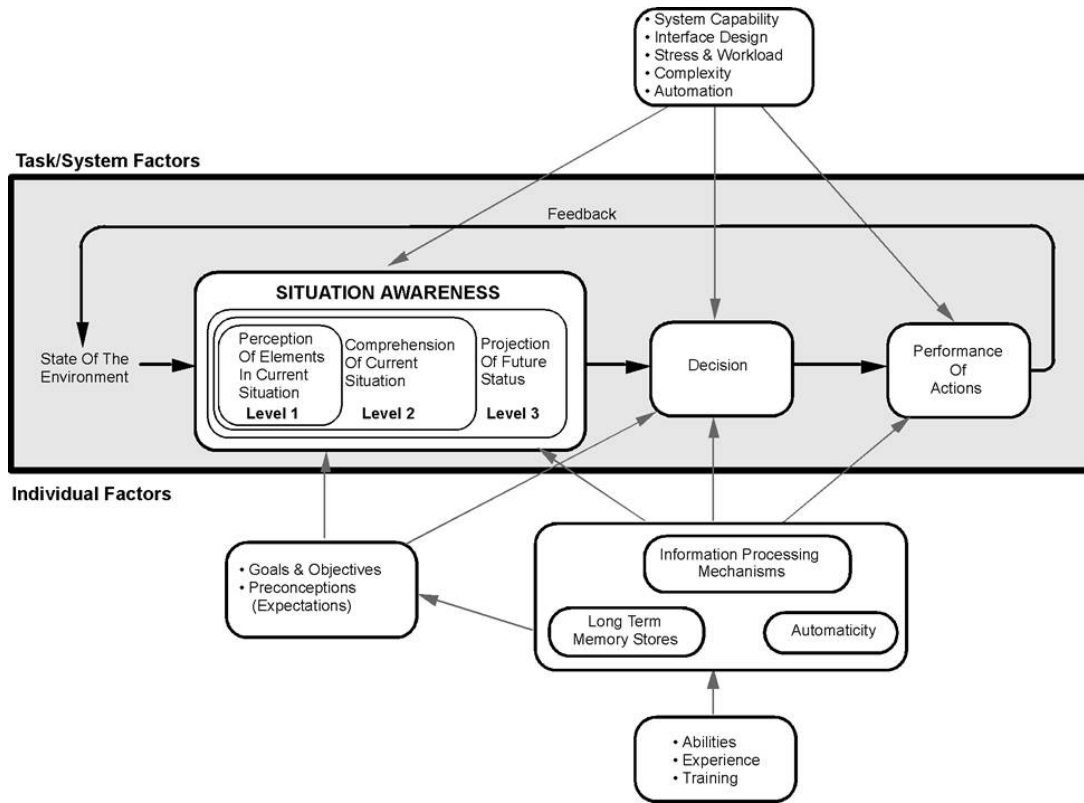 • System Capability
• Interface Design
• Stress & Workload
• Complexity
• Automation
Task/System Factors
Feedback
SITUATION AWARENESS
State Of The
Environment
Perception
Of Elements
In Current
Situation
Level 1
Comprehension
Of Current
Situation
Level 2
Projection
Of Future
Status
Level 3
Decision
Performance
Of
Actions
Individual Factors
• Goals & Objectives
• Preconceptions
(Expectations)
Information Processing
Mechanisms
Long Term
Memory Stores
Automaticity
• Abilities
• Experience
• Training